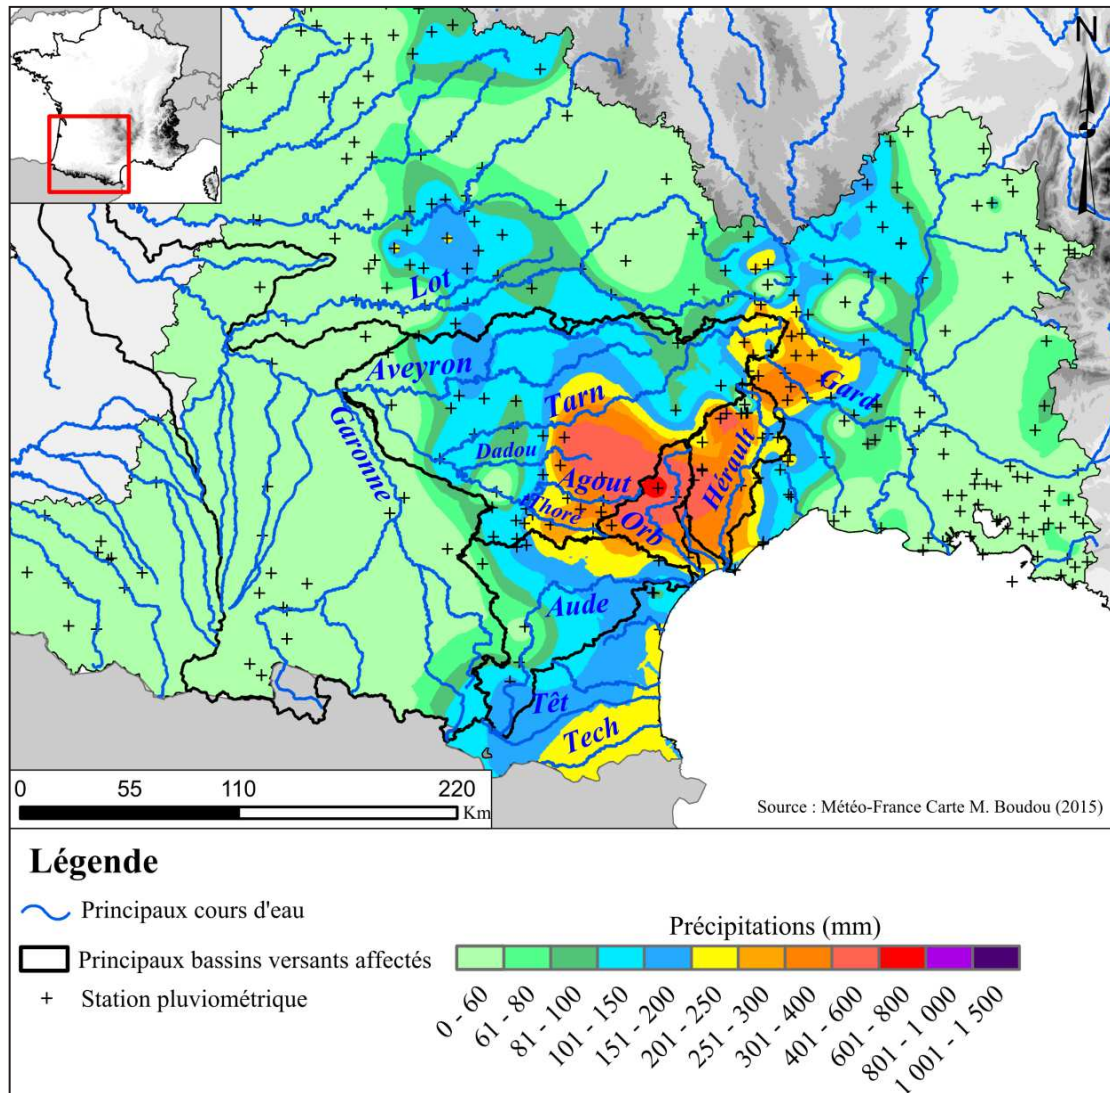 N
Lot
Aveyron
Tarn
Gard
Garonne
Dadou
Hérault
Agout
Thoré
Orb
Aude
Têt
Tech
0 55 110 220
Km
Source : Météo-France Carte M. Boudou (2015)
Légende
Principaux cours d'eau
Principaux bassins versants affectés
Station pluviométrique
Précipitations (mm)
0 - 60
61 - 80
81 - 100
101 - 150
151 - 200
201 - 250
251 - 300
301 - 400
401 - 600
601 - 800
801 - 1 000
1 001 - 1 500